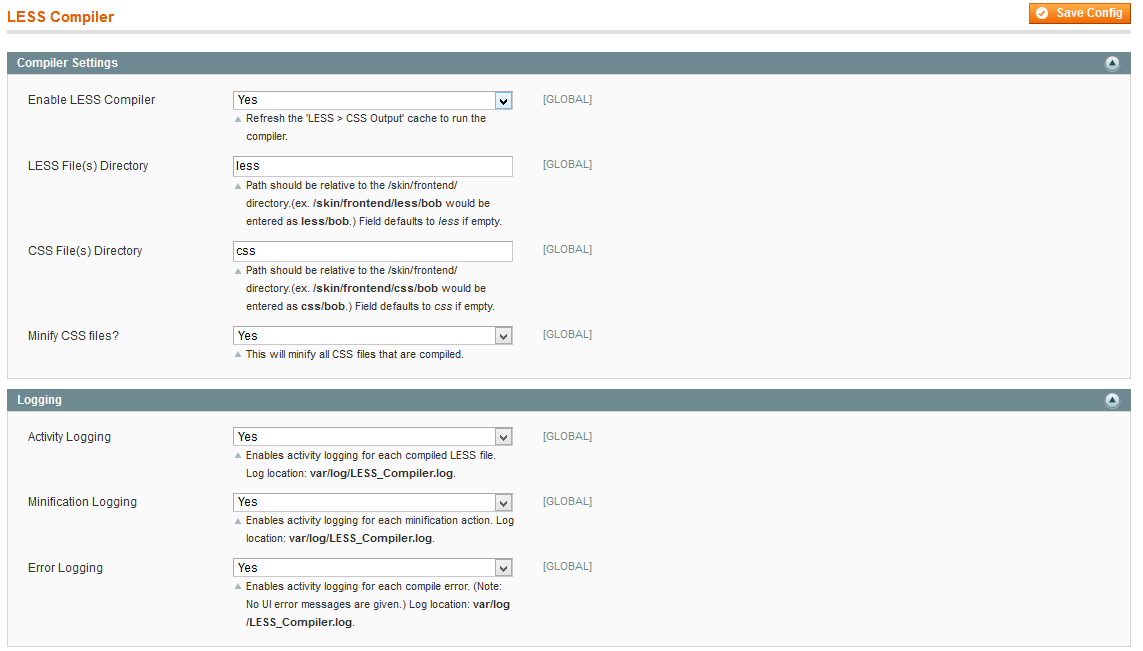 LESS Compiler
Save Config
Compiler Settings
Enable LESS Compiler
Yes
[GLOBAL]
Refresh the 'LESS > CSS Output' cache to run the
compiler.
LESS File(s) Directory
less
[GLOBAL]
Path should be relative to the /skin/frontend/
directory.(ex. /skin/frontend/less/bob would be
entered as less/bob.) Field defaults to less if empty.
CSS File(s) Directory
css
[GLOBAL]
Path should be relative to the /skin/frontend/
directory.(ex. /skin/frontend/css/bob would be
entered as css/bob.) Field defaults to css if empty.
Minify CSS files?
Yes
[GLOBAL]
This will minify all CSS files that are compiled.
Logging
Activity Logging
Yes
[GLOBAL]
Enables activity logging for each compiled LESS file.
Log location: var/log/LESS_Compiler.log.
Minification Logging
Yes
[GLOBAL]
Enables activity logging for each minification action. Log
location: var/log/LESS_Compiler.log.
Error Logging
Yes
[GLOBAL]
Enables activity logging for each compile error. (Note:
No UI error messages are given.) Log location: var/log
/LESS_Compiler.log.